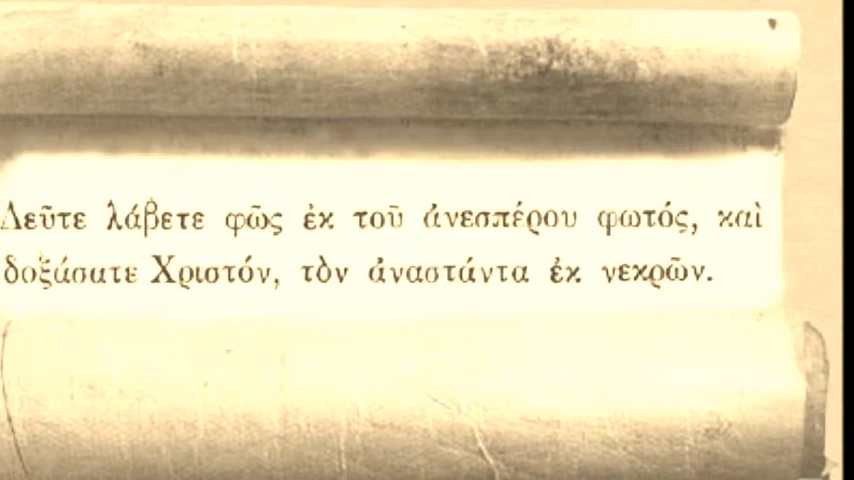 Δεῦτε λάβετε φῶς ἐκ τοῦ ἀνεσπέρου φωτός, καὶ
δοξάσατε Χριστόν, τὸν ἀναστάντα ἐκ νεκρῶν.